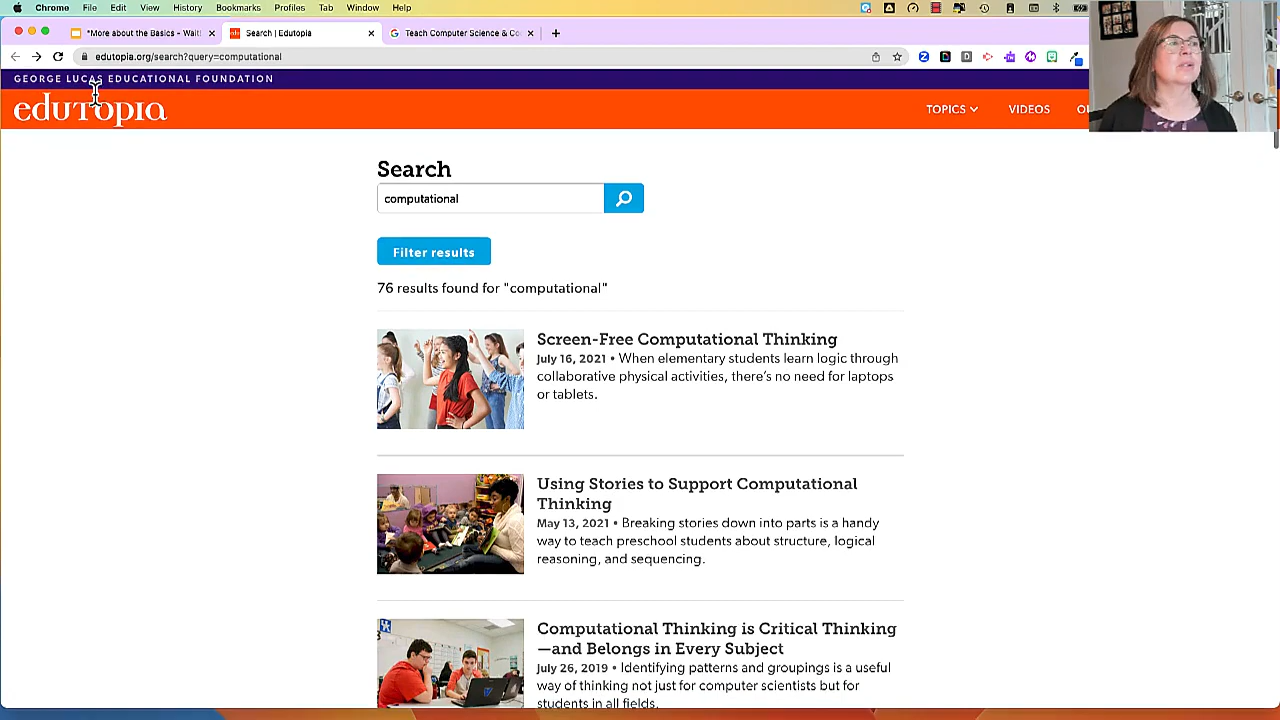 Chrome File Edit View History Bookmarks Profiles Tab Window Help
*More about the Basics - Wait! Search | Edutopia Teach Computer Science & Co
edutopia.org/search?query=computational
GEORGE LUCAS EDUCATIONAL FOUNDATION
edutopia TOPICS VIDEOS
Search
computational
Filter results
76 results found for "computational"
Screen-Free Computational Thinking
July 16, 2021 • When elementary students learn logic through
collaborative physical activities, there's no need for laptops
or tablets.
Using Stories to Support Computational
Thinking
May 13, 2021 • Breaking stories down into parts is a handy
way to teach preschool students about structure, logical
reasoning, and sequencing.
Computational Thinking is Critical Thinking
—and Belongs in Every Subject
July 26, 2019 • Identifying patterns and groupings is a useful
way of thinking not just for computer scientists but for
students in all fields.